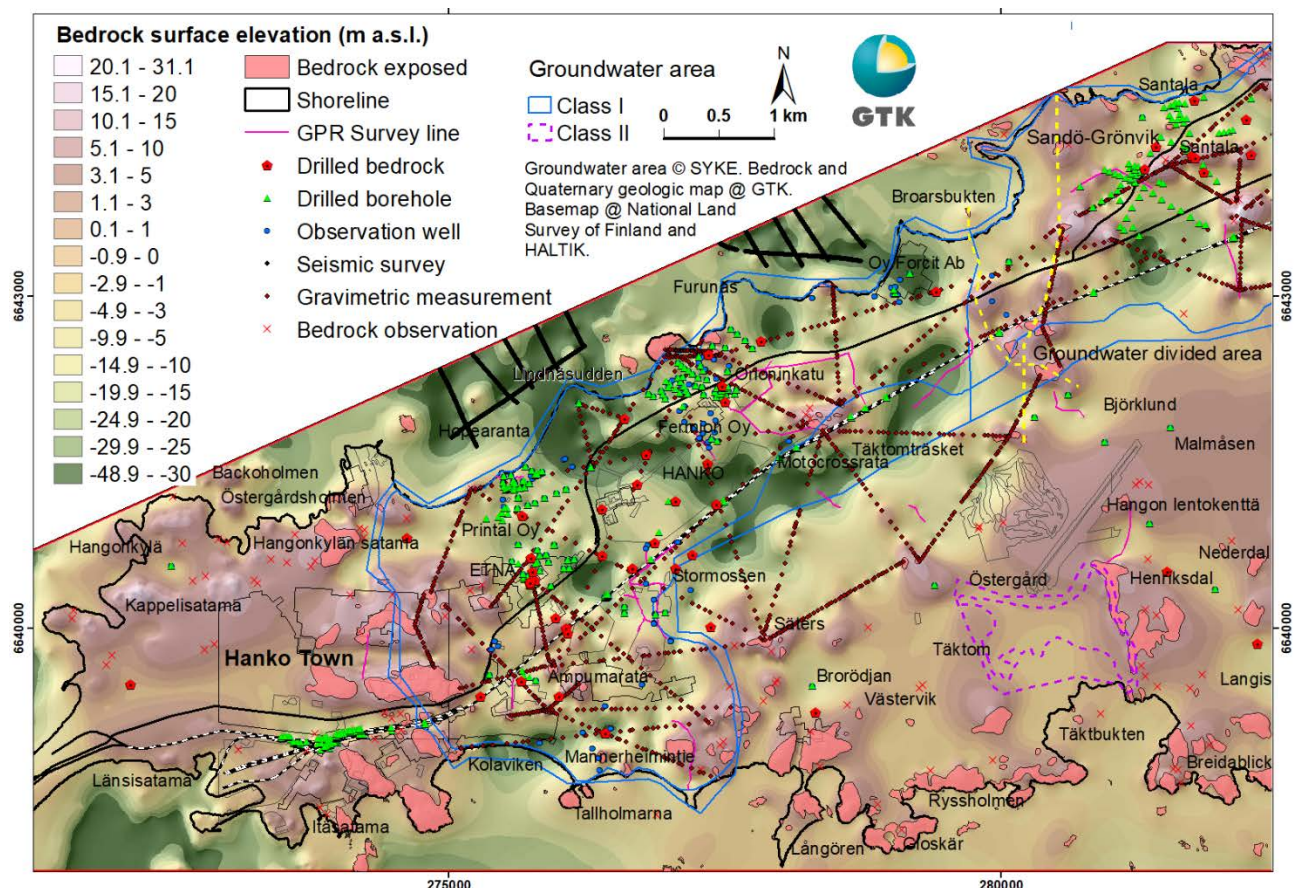 Bedrock surface elevation (m a.s.l.)
20.1 - 31.1
15.1 - 20
10.1 - 15
5.1 - 10
3.1 - 5
1.1 - 3
0.1 - 1
-0.9 - 0
-2.9 - -1
-4.9 - -3
-9.9 - -5
-14.9 - -10
-19.9 - -15
-24.9 - -20
-29.9 - -25
-48.9 - -30
Bedrock exposed
Shoreline
GPR Survey line
Drilled bedrock
Drilled borehole
Observation well
Seismic survey
Gravimetric measurement
Bedrock observation
Groundwater area
Class I
Class II
N
0 0.5 1 km
GTK
Groundwater area © SYKE. Bedrock and
Quaternary geologic map @ GTK.
Basemap @ National Land
Survey of Finland and
HALTIK.
275000
280000
6643000
6643000
6640000
6640000
275000
280000
Santala
Sandö-Grönvik
Santala
Broarsbukten
Oy Forcit Ab
Furunäs
Groundwater divided area
Lindnäsudden
Orioninkatu
Björklund
Hopearanta
Fermion Oy
Malmåsen
Täktomträsket
Motocrossrata
HANKO
Backoholmen
Östergårdsholmen
Hangon lentokenttä
Printal Oy
Hangonkylä
Hangonkylän satama
Nederdal
ETNA
Stormossen
Östergård
Henriksdal
Kappelisatama
Säters
Täktom
Hanko Town
Ampumarata
Brorödjan
Langis
Västervik
Täktbukten
Mannerheimintie
Kolaviken
Breidablick
Länsisatama
Ryssholmen
Tallholmarna
Itäsatama
Gloskär
Långören